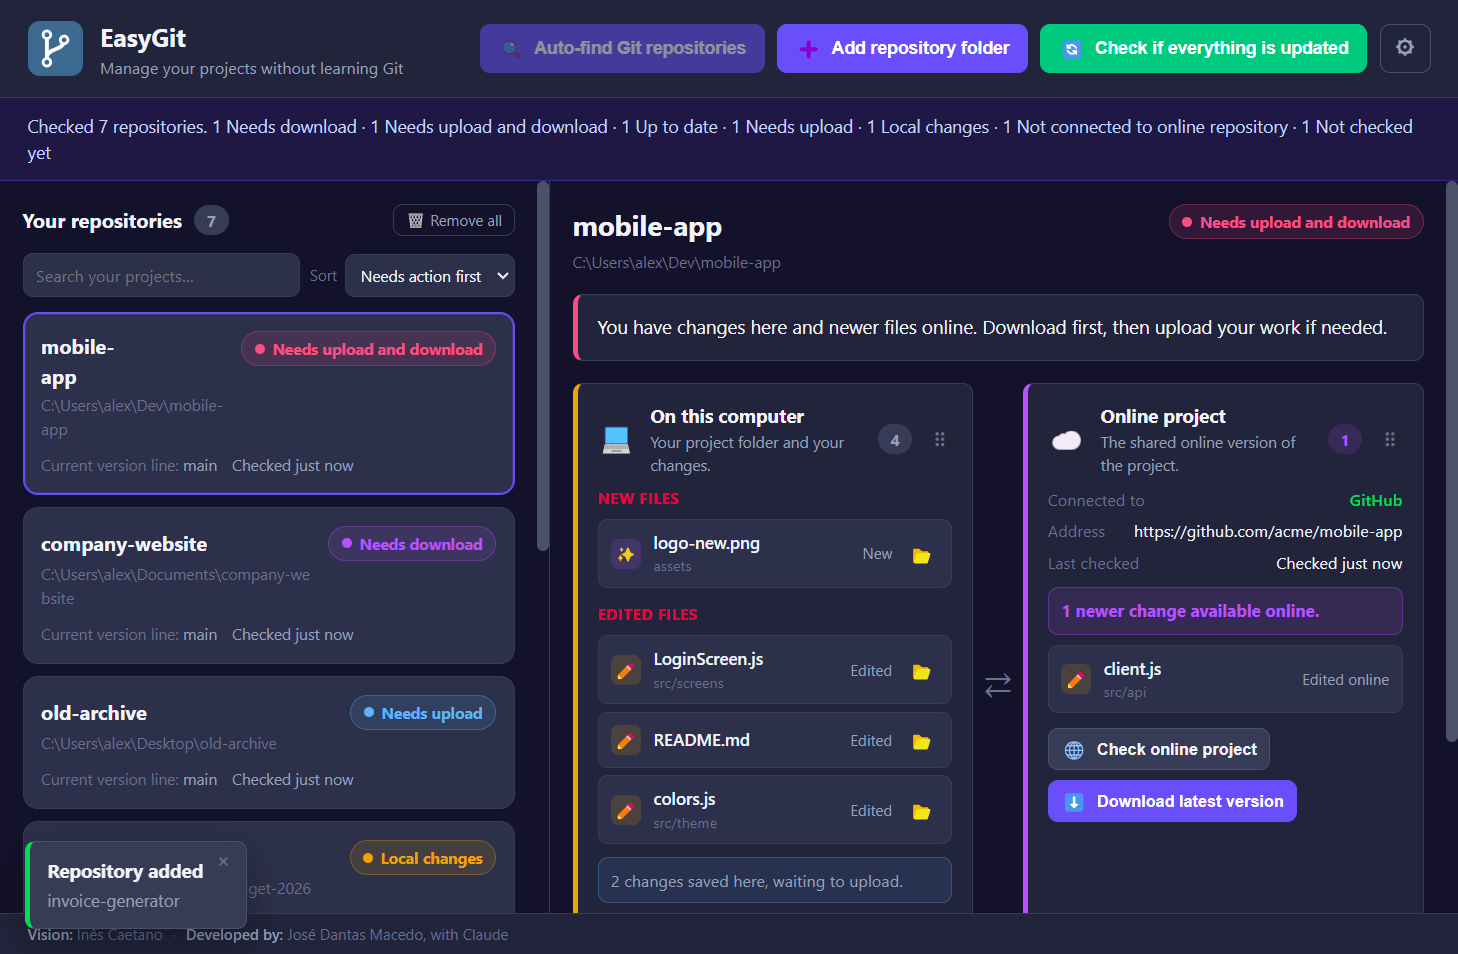 EasyGit
Manage your projects without learning Git
Auto-find Git repositories
Add repository folder
Check if everything is updated
Checked 7 repositories. 1 Needs download · 1 Needs upload and download · 1 Up to date · 1 Needs upload · 1 Local changes · 1 Not connected to online repository · 1 Not checked
yet
Your repositories 7
Remove all
Search your projects...
Sort
Needs action first
mobile-
app
Needs upload and download
C:\Users\alex\Dev\mobile-
app
Current version line: main Checked just now
company-website
Needs download
C:\Users\alex\Documents\company-we
bsite
Current version line: main Checked just now
old-archive
Needs upload
C:\Users\alex\Desktop\old-archive
Current version line: main Checked just now
Local changes
get-2026
Repository added ×
invoice-generator
mobile-app
Needs upload and download
C:\Users\alex\Dev\mobile-app
You have changes here and newer files online. Download first, then upload your work if needed.
On this computer
Your project folder and your
changes.
4
NEW FILES
logo-new.png
assets
New
EDITED FILES
LoginScreen.js
src/screens
Edited
README.md
Edited
colors.js
src/theme
Edited
2 changes saved here, waiting to upload.
Online project
The shared online version of
the project.
1
Connected to GitHub
Address https://github.com/acme/mobile-app
Last checked Checked just now
1 newer change available online.
client.js
src/api
Edited online
Check online project
Download latest version
Vision: Inês Caetano · Developed by: José Dantas Macedo, with Claude